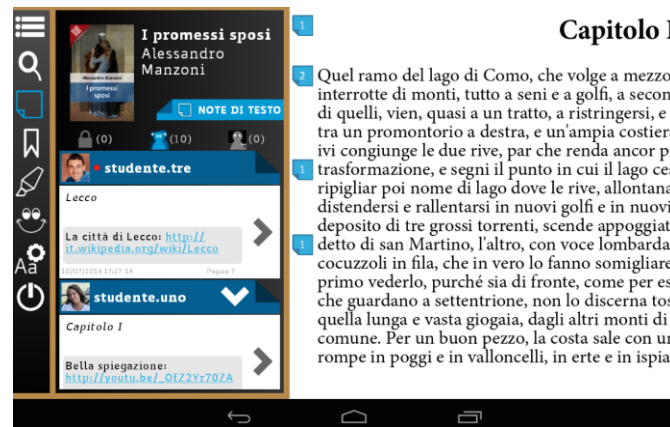 I promessi sposi
Alessandro
Manzoni
Alessandro Manzoni
I promessi
sposi
NOTE DI TESTO
(0)
(10)
(0)
studente.tre
Lecco
La città di Lecco: http://
it.wikipedia.org/wiki/Lecco
10/07/2014 17:27 18
Pagina 7
studente.uno
Capitolo I
Bella spiegazione:
http://youtu.be/_OfZ2Yr70ZA
Aa
1
Capitolo I
2
Quel ramo del lago di Como, che volge a mezzo
interrotte di monti, tutto a seni e a golfi, a secon
di quelli, vien, quasi a un tratto, a ristringersi, e
tra un promontorio a destra, e un'ampia costiera
ivi congiunge le due rive, par che renda ancor p
1
trasformazione, e segni il punto in cui il lago ces
ripigliar poi nome di lago dove le rive, allontana
distendersi e rallentarsi in nuovi golfi e in nuovi
deposito di tre grossi torrenti, scende appoggiat
1
detto di san Martino, l'altro, con voce lombarda
cocuzzoli in fila, che in vero lo fanno somigliare
primo vederlo, purché sia di fronte, come per es
che guardano a settentrione, non lo discerna tos
quella lunga e vasta giogaia, dagli altri monti di
comune. Per un buon pezzo, la costa sale con un
rompe in poggi e in valloncelli, in erte e in ispia